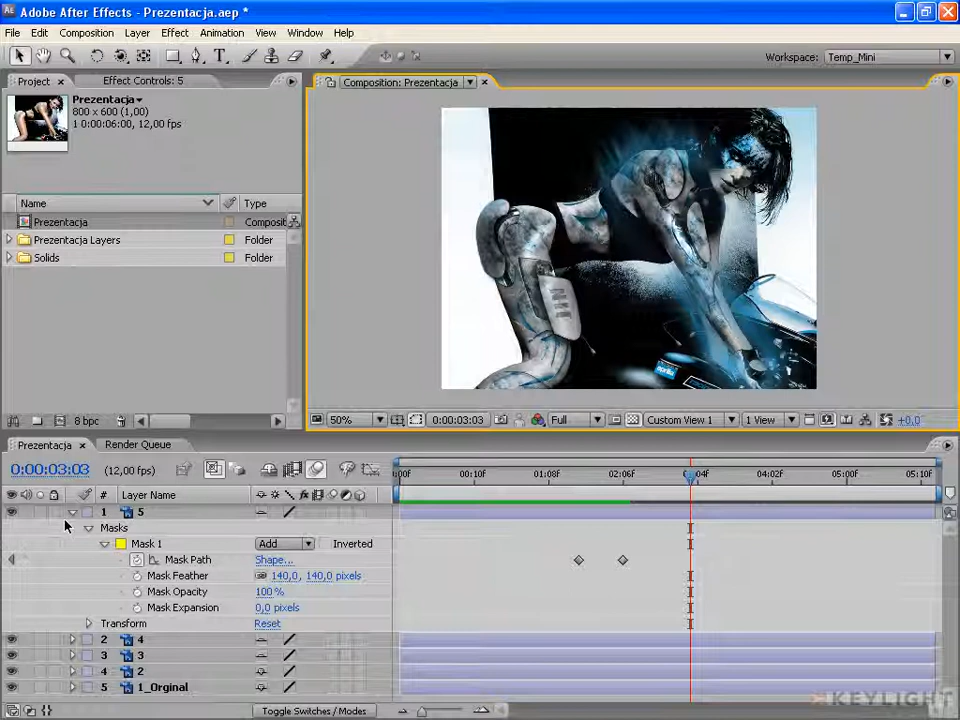 Adobe After Effects - Prezentacja.aep *
File Edit Composition Layer Effect Animation View Window Help
Workspace: Temp_Mini
Project Effect Controls: 5
Composition: Prezentacja
Prezentacja
800 x 600 (1,00)
1 0:00:06:00, 12,00 fps
Name Type
Prezentacja Composit
Prezentacja Layers Folder
Solids Folder
8 bpc
50% 0:00:03:03 Full Custom View 1 1 View +0,0
Prezentacja Render Queue
0:00:03:03 (12,00 fps)
:00f 00:10f 01:08f 02:06f 03:04f 04:02f 05:00f 05:10f
# Layer Name
1 5
Masks
Mask 1 Add Inverted
Mask Path Shape...
Mask Feather 140,0, 140,0 pixels
Mask Opacity 100 %
Mask Expansion 0,0 pixels
Transform Reset
2 4
3 3
4 2
5 1_Orginal
Toggle Switches / Modes
KEYLIGHT